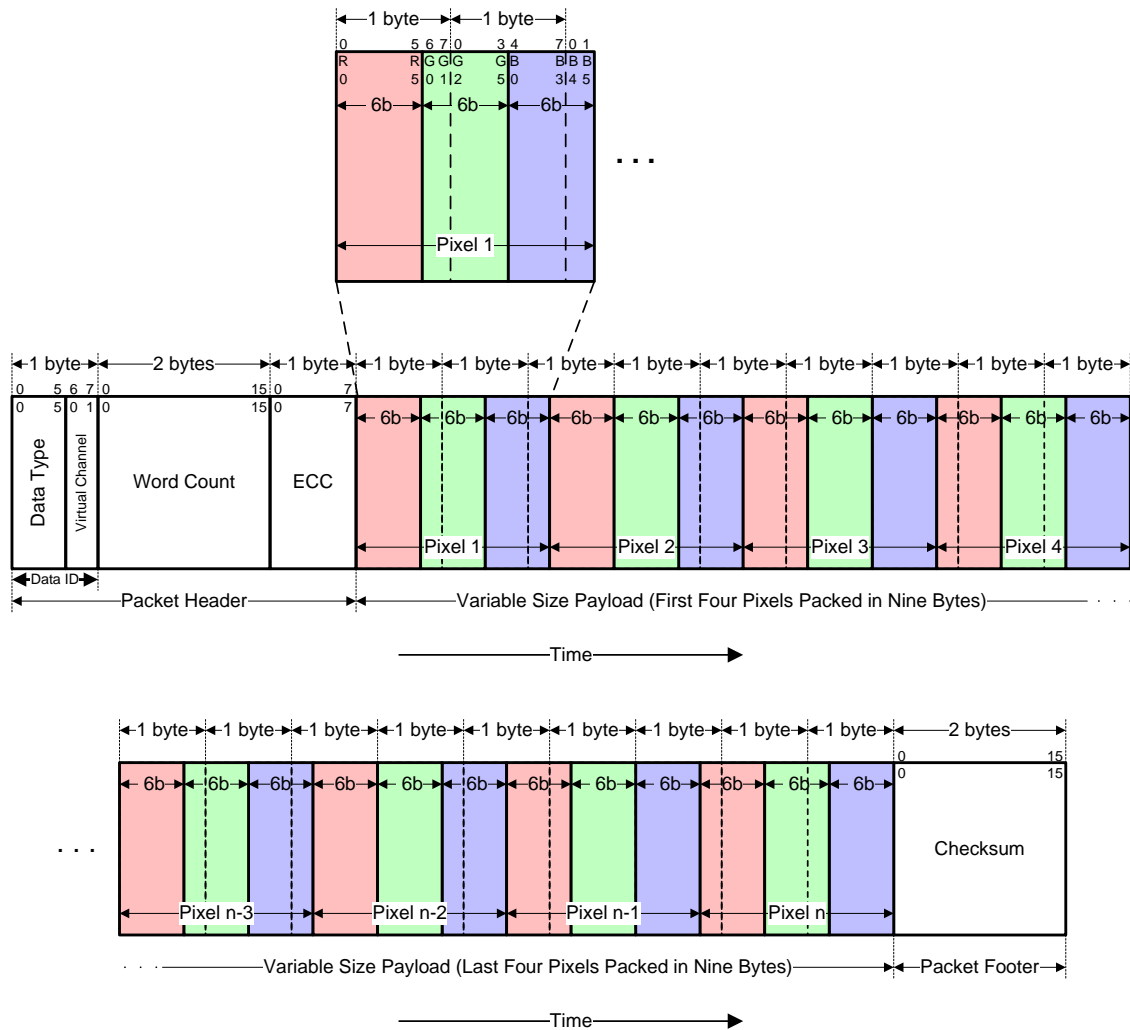 1 byte 1 byte
0 5 6 7 0 3 4 7 0 1
R R G G G G B B B B
0 5 0 1 2 5 0 3 4 5
6b 6b 6b
. . .
Pixel 1
1 byte 2 bytes 1 byte 1 byte 1 byte 1 byte 1 byte 1 byte 1 byte 1 byte 1 byte 1 byte
0 5 6 7 0 15 0 7
0 5 0 1 0 15 0 7
6b 6b 6b 6b 6b 6b 6b 6b 6b 6b 6b 6b
Data Type
Virtual Channel
Word Count
ECC
Pixel 1 Pixel 2 Pixel 3 Pixel 4
Data ID
Packet Header
Variable Size Payload (First Four Pixels Packed in Nine Bytes) . . .
Time
1 byte 1 byte 1 byte 1 byte 1 byte 1 byte 1 byte 1 byte 1 byte 2 bytes
0 15
0 15
6b 6b 6b 6b 6b 6b 6b 6b 6b 6b 6b 6b
. . .
Checksum
Pixel n-3 Pixel n-2 Pixel n-1 Pixel n
. . . Variable Size Payload (Last Four Pixels Packed in Nine Bytes)
Packet Footer
Time